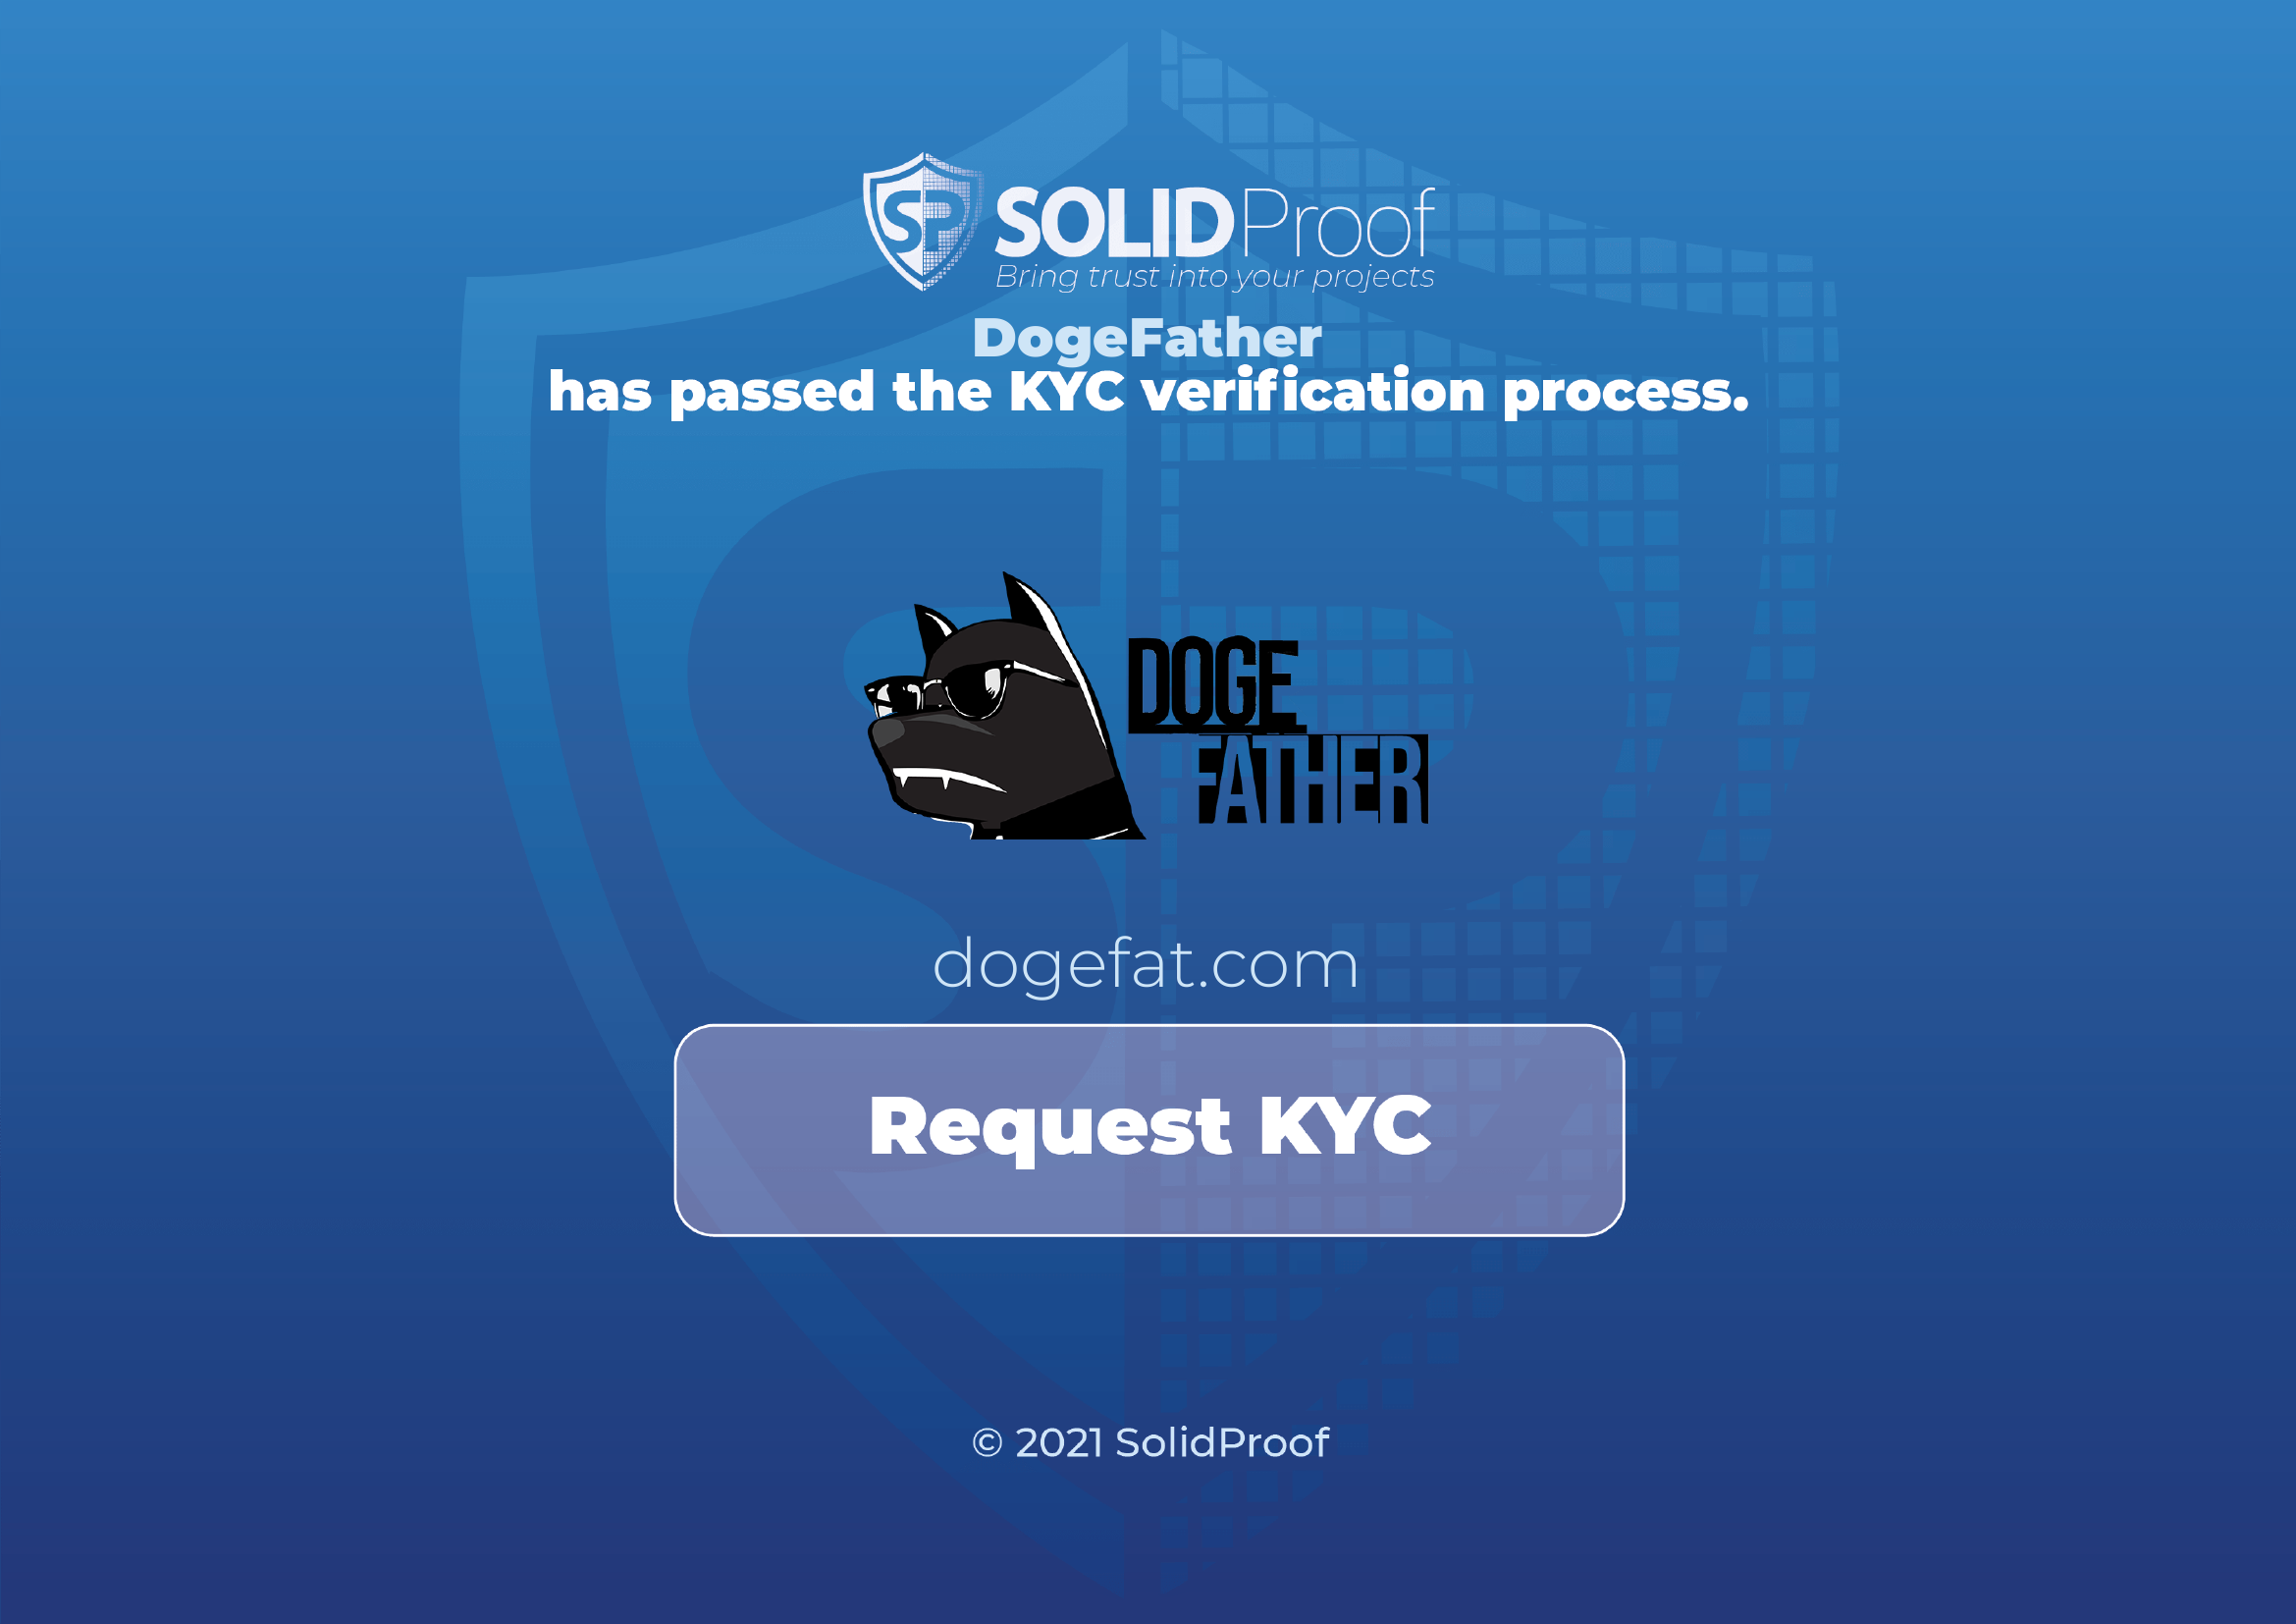 SP SOLIDProof
Bring trust into your projects
DogeFather
has passed the KYC verification process.
DOGE
FATHER
dogefat.com
Request KYC
© 2021 SolidProof